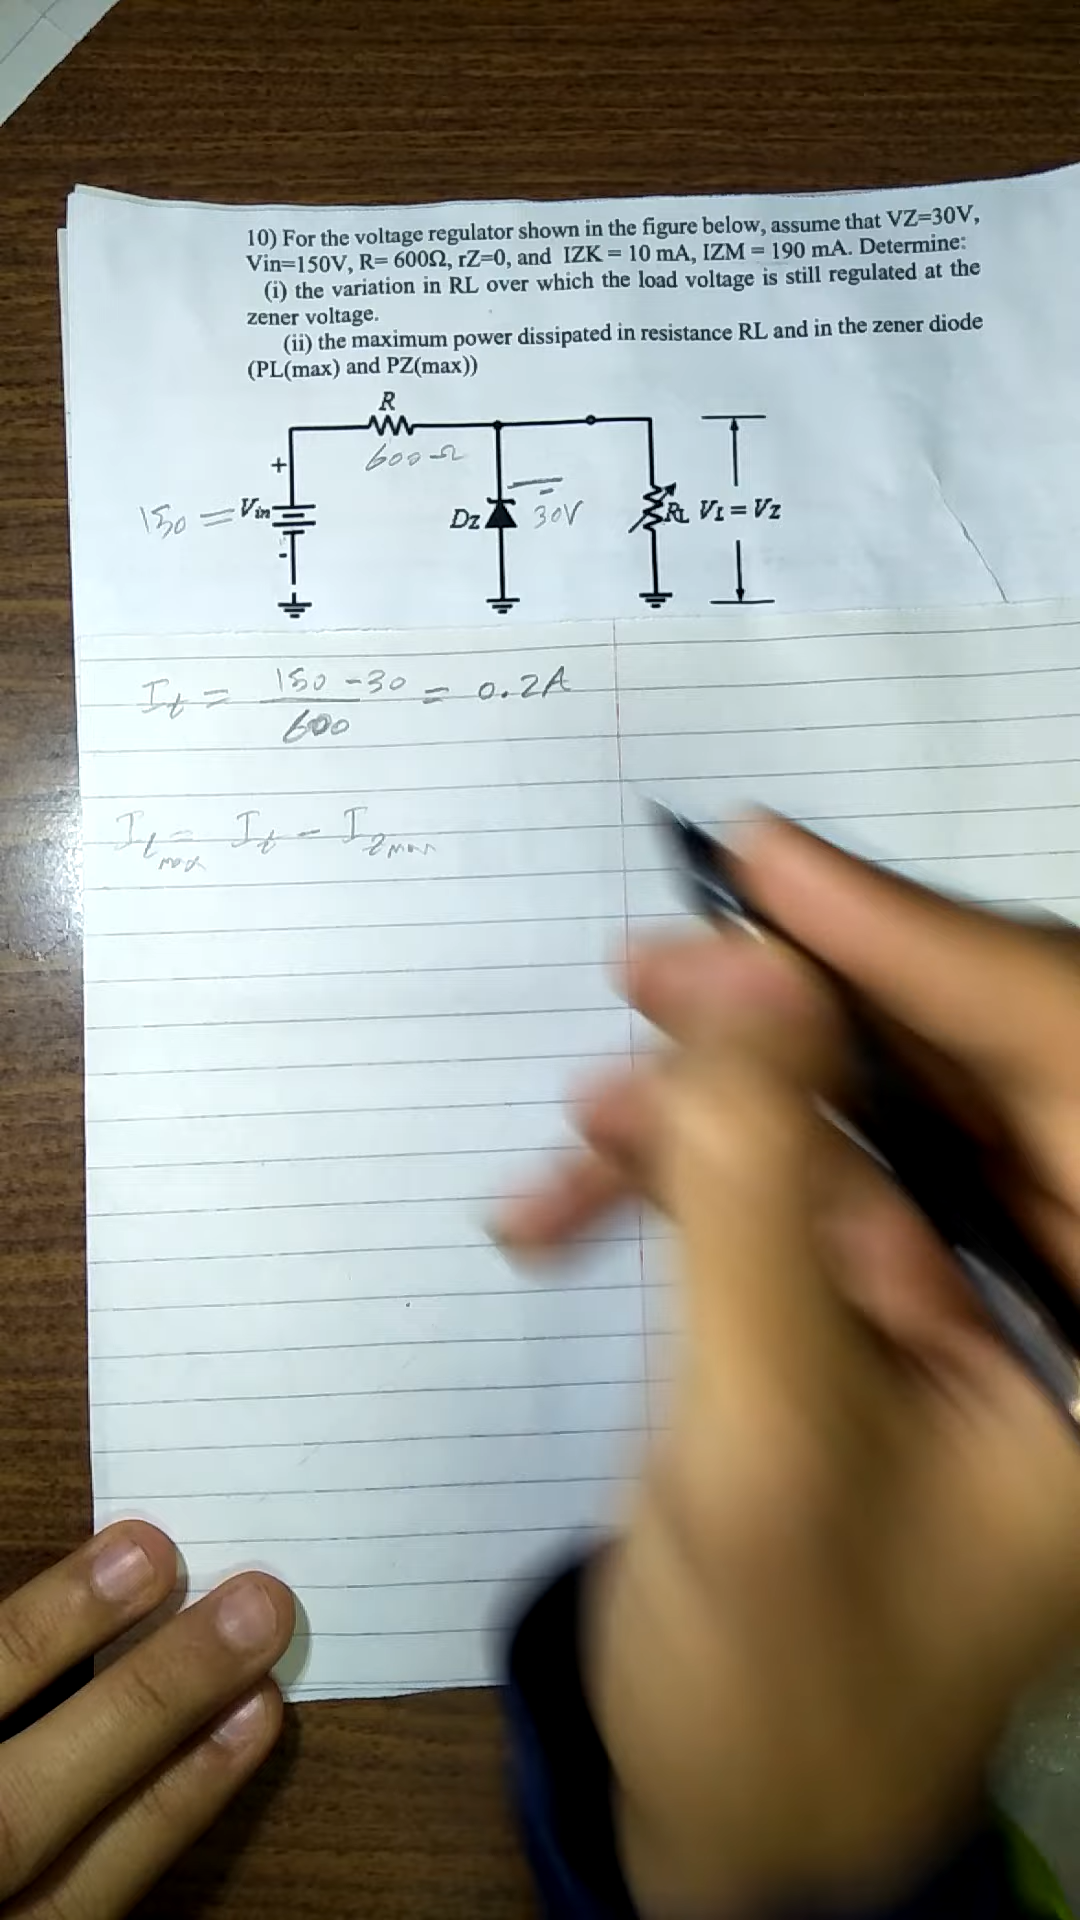 10) For the voltage regulator shown in the figure below, assume that VZ=30V,
Vin=150V, R= 600Ω, rZ=0, and IZK = 10 mA, IZM = 190 mA. Determine:
(i) the variation in RL over which the load voltage is still regulated at the
zener voltage.
(ii) the maximum power dissipated in resistance RL and in the zener diode
(PL(max) and PZ(max))
R
600Ω
+
150 = Vin
-
Dz
30V
RL
VL = VZ
It = 150 - 30 / 600 = 0.2A
IL max = It - Iz min